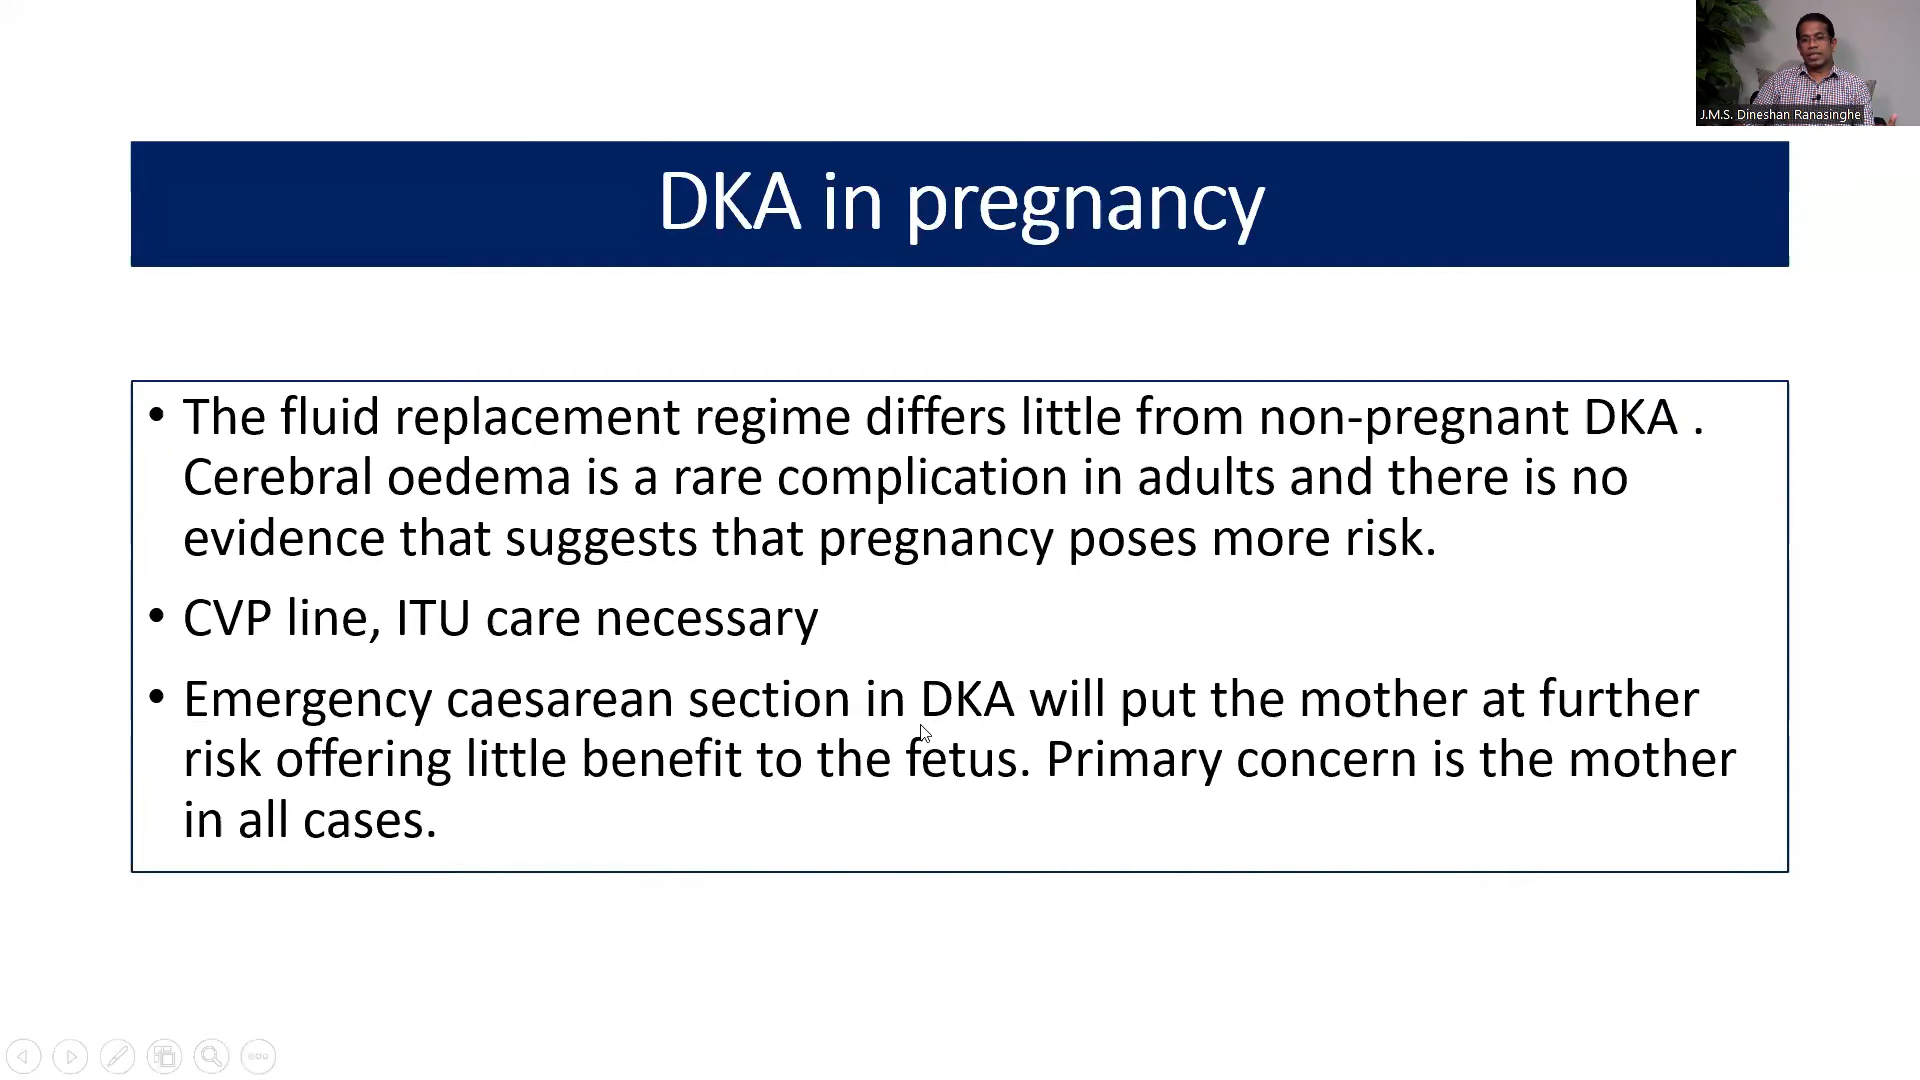 J.M.S. Dineshan Ranasinghe
DKA in pregnancy
• The fluid replacement regime differs little from non-pregnant DKA .
Cerebral oedema is a rare complication in adults and there is no
evidence that suggests that pregnancy poses more risk.
• CVP line, ITU care necessary
• Emergency caesarean section in DKA will put the mother at further
risk offering little benefit to the fetus. Primary concern is the mother
in all cases.